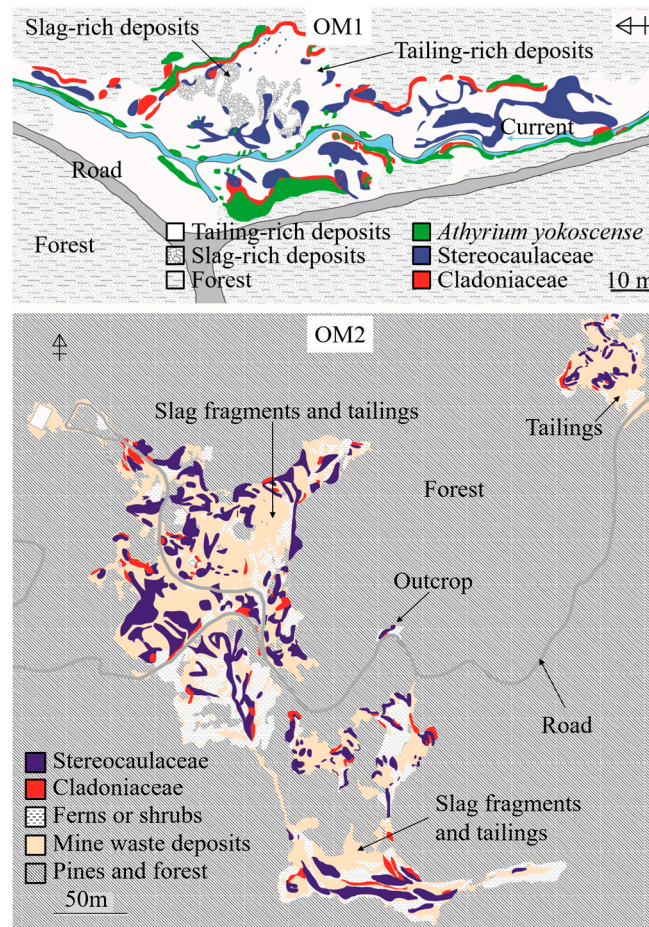 OM1
Slag-rich deposits
Tailing-rich deposits
Current
Road
Forest
Tailing-rich deposits
Slag-rich deposits
Forest
Athyrium yokoscense
Stereocaulaceae
Cladoniaceae
10 m
OM2
Slag fragments and tailings
Tailings
Forest
Outcrop
Road
Stereocaulaceae
Cladoniaceae
Ferns or shrubs
Mine waste deposits
Pines and forest
50m
Slag fragments
and tailings